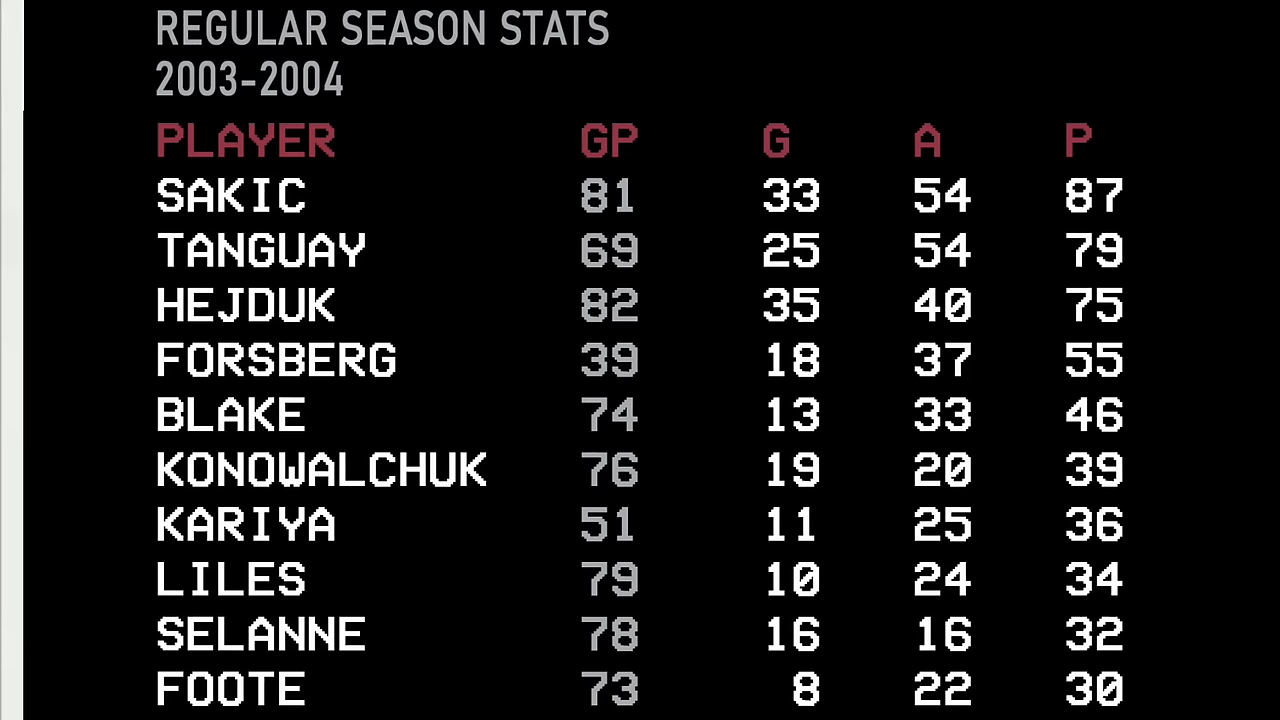 REGULAR SEASON STATS
2003-2004
PLAYER GP G A P
SAKIC 81 33 54 87
TANGUAY 69 25 54 79
HEJDUK 82 35 40 75
FORSBERG 39 18 37 55
BLAKE 74 13 33 46
KONOWALCHUK 76 19 20 39
KARIYA 51 11 25 36
LILES 79 10 24 34
SELANNE 78 16 16 32
FOOTE 73 8 22 30